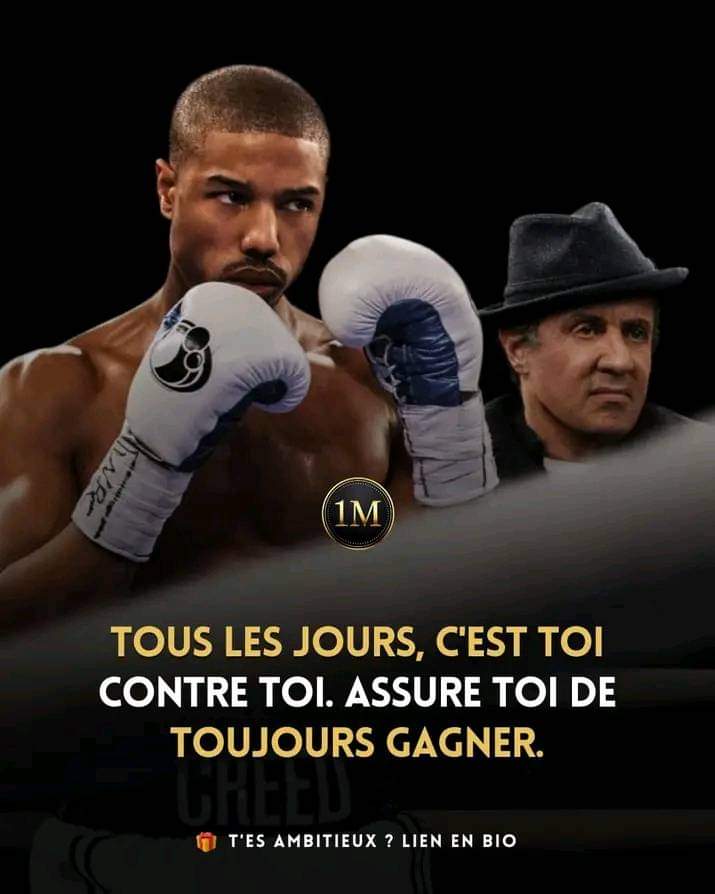 1M
TOUS LES JOURS, C'EST TOI
CONTRE TOI. ASSURE TOI DE
TOUJOURS GAGNER.
CREED
T'ES AMBITIEUX ? LIEN EN BIO